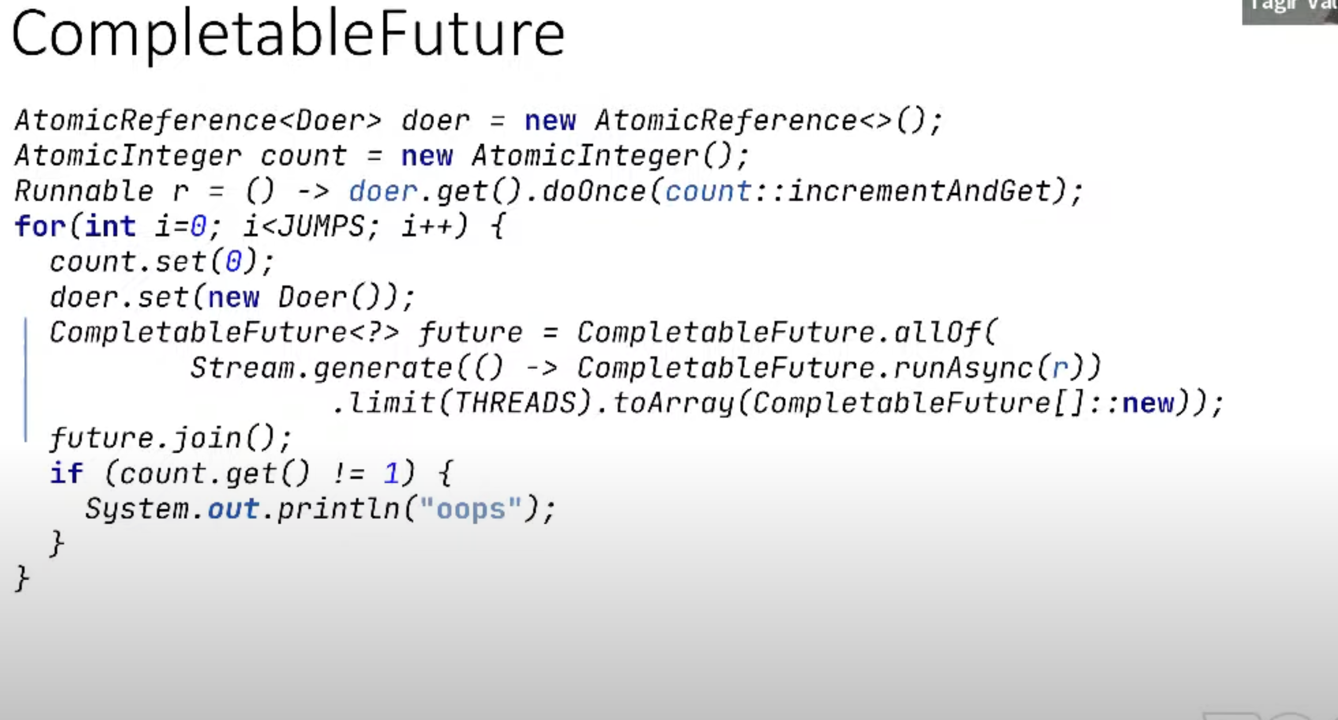 CompletableFuture
Tagir
AtomicReference<Doer> doer = new AtomicReference<>();
AtomicInteger count = new AtomicInteger();
Runnable r = () -> doer.get().doOnce(count::incrementAndGet);
for(int i=0; i<JUMPS; i++) {
  count.set(0);
  doer.set(new Doer());
  CompletableFuture<?> future = CompletableFuture.allOf(
          Stream.generate(() -> CompletableFuture.runAsync(r))
                  .limit(THREADS).toArray(CompletableFuture[]::new));
  future.join();
  if (count.get() != 1) {
    System.out.println("oops");
  }
}